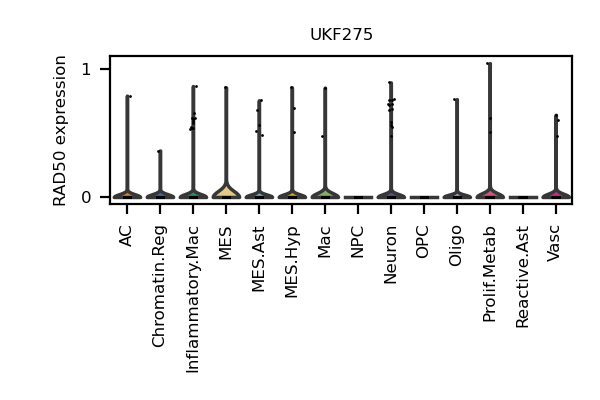 UKF275
RAD50 expression
1
0
AC
Chromatin.Reg
Inflammatory.Mac
MES
MES.Ast
MES.Hyp
Mac
NPC
Neuron
OPC
Oligo
Prolif.Metab
Reactive.Ast
Vasc